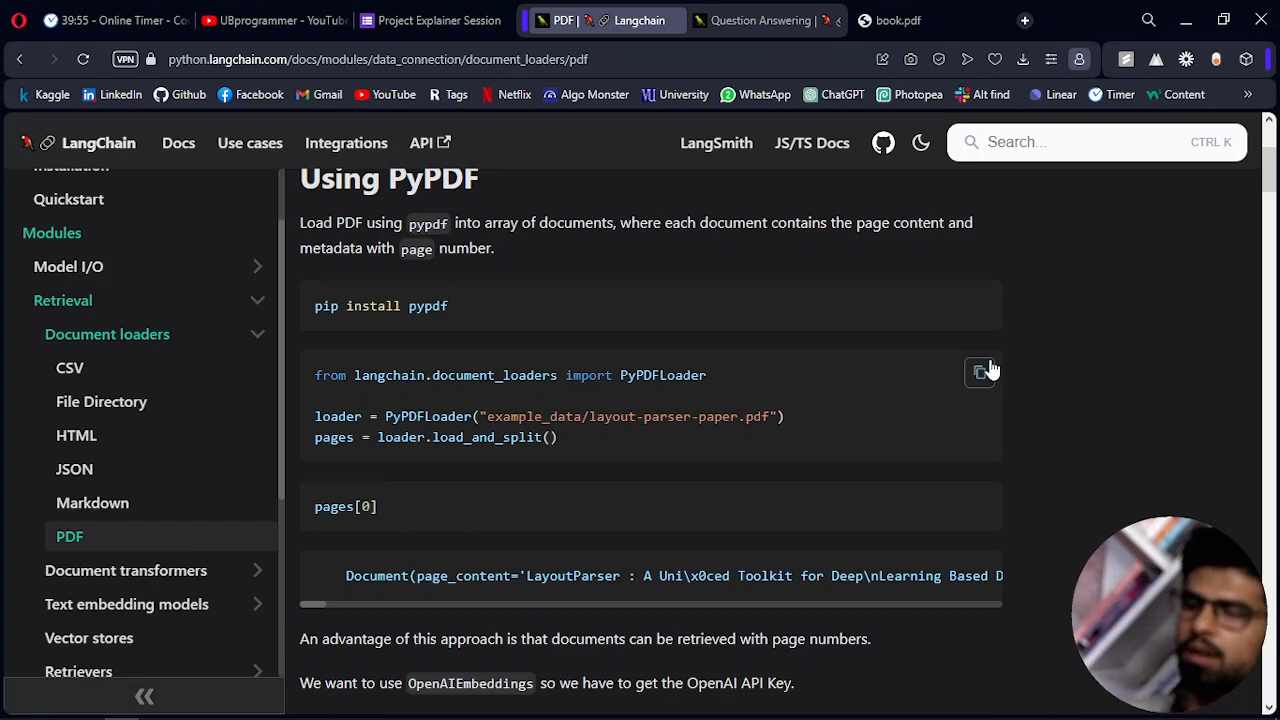 39:55 - Online Timer - Cou
UBprogrammer - YouTube
Project Explainer Session
PDF | Langchain
Question Answering |
book.pdf
VPN
python.langchain.com/docs/modules/data_connection/document_loaders/pdf
Kaggle
LinkedIn
Github
Facebook
Gmail
YouTube
Tags
Netflix
Algo Monster
University
WhatsApp
ChatGPT
Photopea
Alt find
Linear
Timer
Content
LangChain
Docs
Use cases
Integrations
API
LangSmith
JS/TS Docs
Search...
CTRL K
Installation
Quickstart
Modules
Model I/O
Retrieval
Document loaders
CSV
File Directory
HTML
JSON
Markdown
PDF
Document transformers
Text embedding models
Vector stores
Retrievers
Using PyPDF
Load PDF using pypdf into array of documents, where each document contains the page content and
metadata with page number.
pip install pypdf
from langchain.document_loaders import PyPDFLoader
loader = PyPDFLoader("example_data/layout-parser-paper.pdf")
pages = loader.load_and_split()
pages[0]
Document(page_content='LayoutParser : A Uni\x0ced Toolkit for Deep\nLearning Based D
An advantage of this approach is that documents can be retrieved with page numbers.
We want to use OpenAIEmbeddings so we have to get the OpenAI API Key.